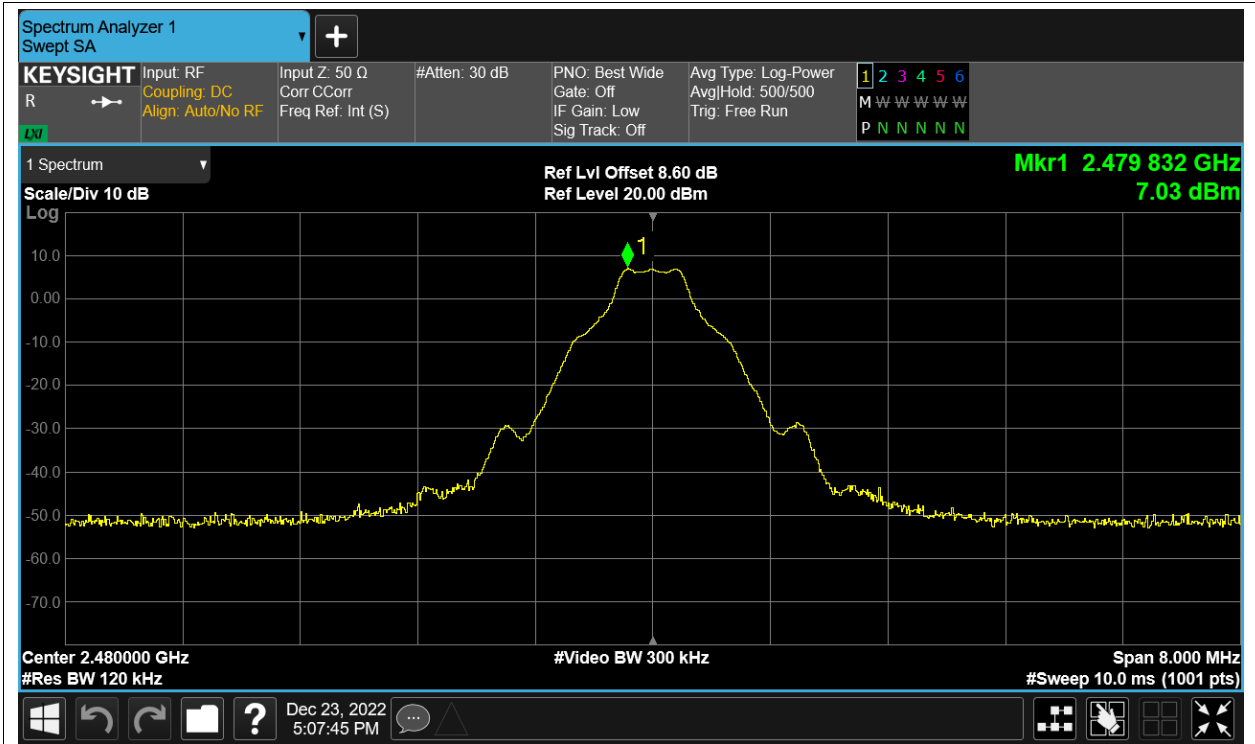 Spectrum Analyzer 1
Swept SA
KEYSIGHT
R
LXI
Input: RF
Coupling: DC
Align: Auto/No RF
Input Z: 50 Ω
Corr CCorr
Freq Ref: Int (S)
#Atten: 30 dB
PNO: Best Wide
Gate: Off
IF Gain: Low
Sig Track: Off
Avg Type: Log-Power
Avg|Hold: 500/500
Trig: Free Run
1 2 3 4 5 6
M W W W W W
P N N N N N
1 Spectrum
Scale/Div 10 dB
Log
Ref Lvl Offset 8.60 dB
Ref Level 20.00 dBm
Mkr1 2.479 832 GHz
7.03 dBm
1
10.0
0.00
-10.0
-20.0
-30.0
-40.0
-50.0
-60.0
-70.0
Center 2.480000 GHz
#Res BW 120 kHz
#Video BW 300 kHz
Span 8.000 MHz
#Sweep 10.0 ms (1001 pts)
?
Dec 23, 2022
5:07:45 PM